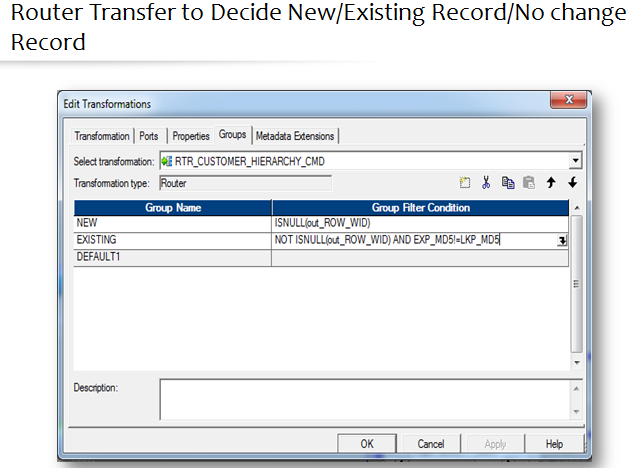 Router Transfer to Decide New/Existing Record/No change
Record
Edit Transformations
X
Transformation Ports Properties Groups Metadata Extensions
Select transformation: RTR_CUSTOMER_HIERARCHY_CMD
Transformation type: Router
Group Name Group Filter Condition
NEW ISNULL(out_ROW_WID)
EXISTING NOT ISNULL(out_ROW_WID) AND EXP_MD5!=LKP_MD5
DEFAULT1
Description:
OK Cancel Apply Help